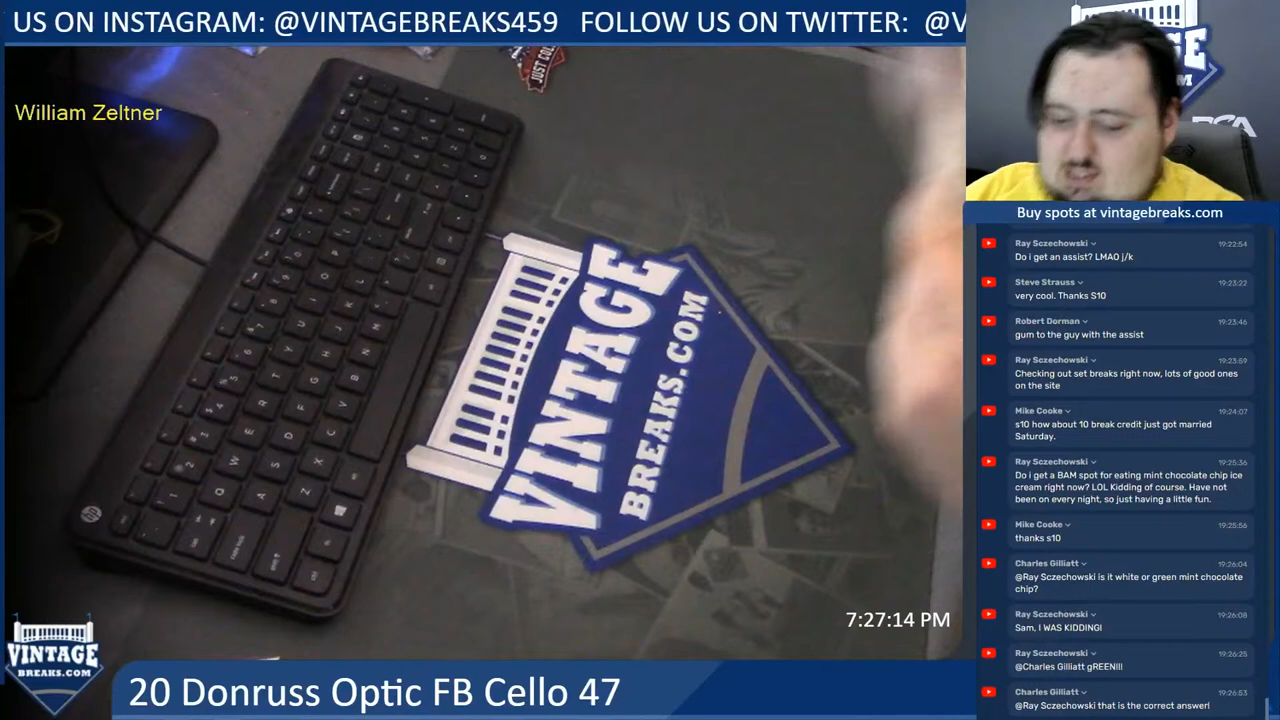 US ON INSTAGRAM: @VINTAGEBREAKS459 FOLLOW US ON TWITTER: @V
William Zeltner
JUST COL
VINTAGE
BREAKS.COM
hp
7:27:14 PM
VINTAGE
BREAKS.COM
20 Donruss Optic FB Cello 47
Buy spots at vintagebreaks.com
Ray Sczechowski 19:22:54
Do i get an assist? LMAO j/k
Steve Strauss 19:23:22
very cool. Thanks S10
Robert Dorman 19:23:46
gum to the guy with the assist
Ray Sczechowski 19:23:59
Checking out set breaks right now, lots of good ones
on the site
Mike Cooke 19:24:07
s10 how about 10 break credit just got married
Saturday.
Ray Sczechowski 19:25:36
Do i get a BAM spot for eating mint chocolate chip ice
cream right now? LOL Kidding of course. Have not
been on every night, so just having a little fun.
Mike Cooke 19:25:56
thanks s10
Charles Gilliatt 19:26:04
@Ray Sczechowski is it white or green mint chocolate
chip?
Ray Sczechowski 19:26:08
Sam, I WAS KIDDING!
Ray Sczechowski 19:26:25
@Charles Gilliatt gREEN!!!
Charles Gilliatt 19:26:53
@Ray Sczechowski that is the correct answer!